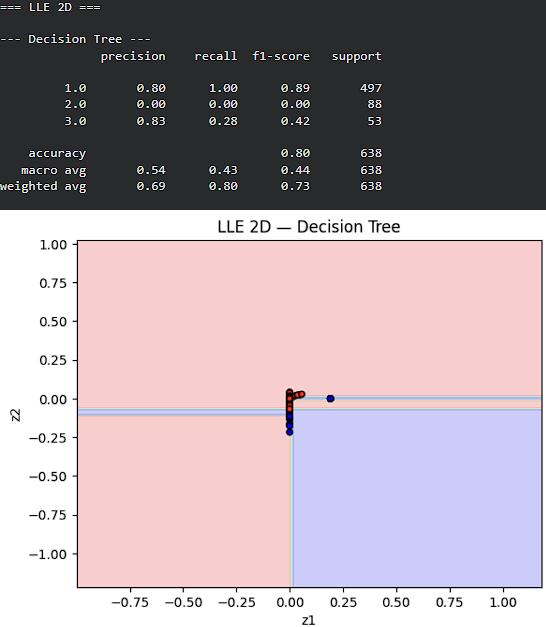 === LLE 2D ===
--- Decision Tree ---
precision recall f1-score support
1.0 0.80 1.00 0.89 497
2.0 0.00 0.00 0.00 88
3.0 0.83 0.28 0.42 53
accuracy 0.80 638
macro avg 0.54 0.43 0.44 638
weighted avg 0.69 0.80 0.73 638
LLE 2D — Decision Tree
1.00
0.75
0.50
0.25
0.00
−0.25
−0.50
−0.75
−1.00
z2
−0.75 −0.50 −0.25 0.00 0.25 0.50 0.75 1.00
z1